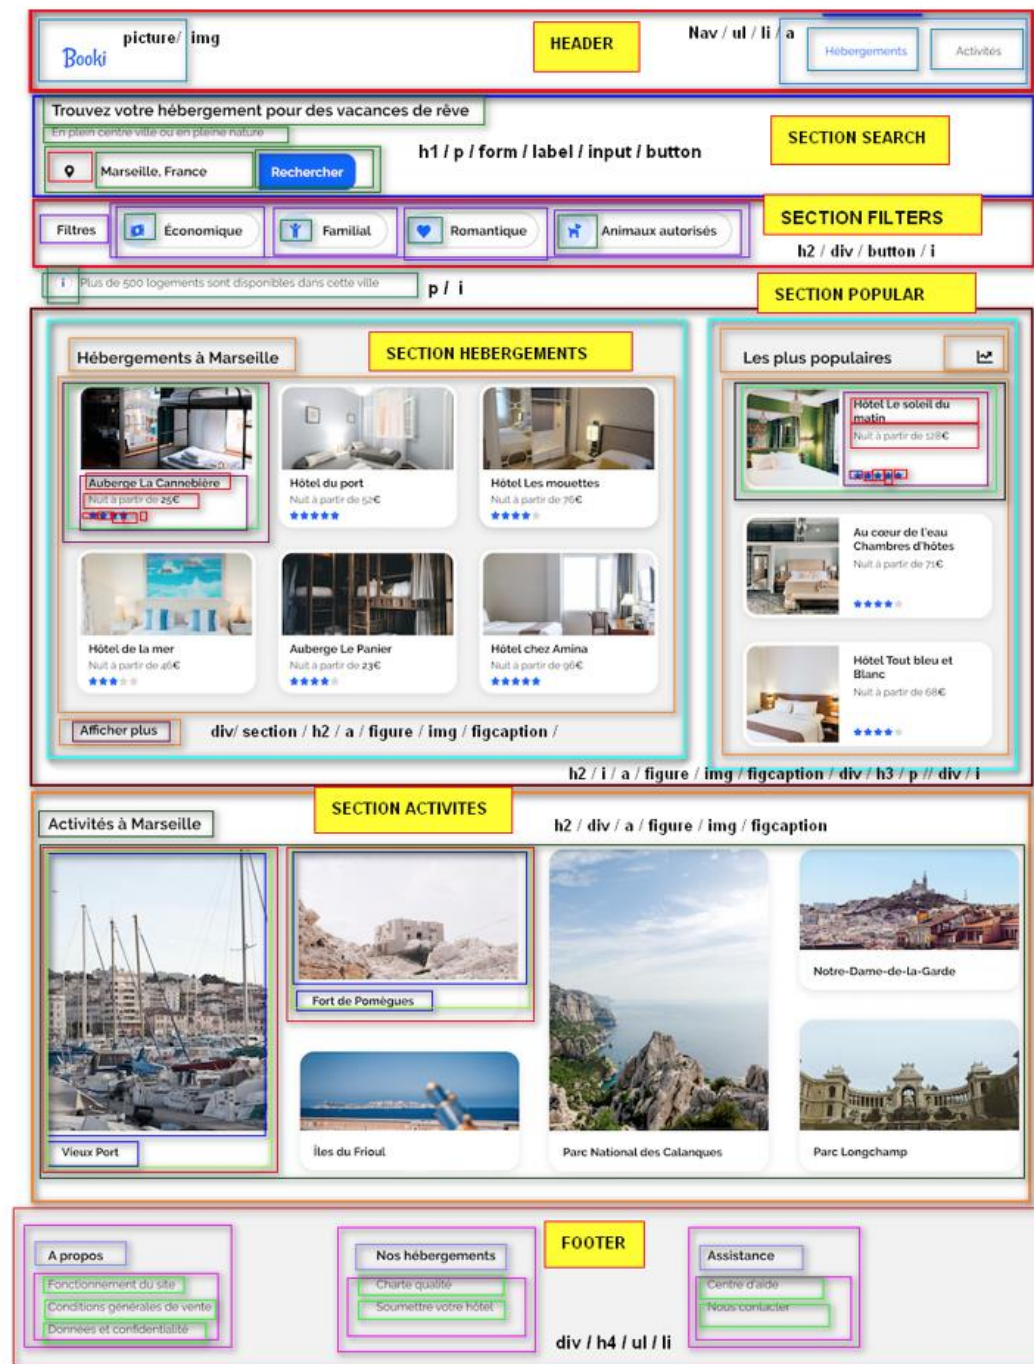 picture/ img
HEADER
Nav / ul / li / a
Booki
Hébergements
Activités
Trouvez votre hébergement pour des vacances de rêve
En plein centre ville ou en pleine nature
SECTION SEARCH
h1 / p / form / label / input / button
Marseille, France
Rechercher
SECTION FILTERS
Filtres
Économique
Familial
Romantique
Animaux autorisés
h2 / div / button / i
i
Plus de 500 logements sont disponibles dans cette ville
p / i
SECTION POPULAR
Hébergements à Marseille
SECTION HEBERGEMENTS
Les plus populaires
Auberge La Cannebière
Nuit à partir de 25€
Hôtel du port
Nuit à partir de 52€
Hôtel Les mouettes
Nuit à partir de 76€
Hôtel Le soleil du
matin
Nuit à partir de 128€
Au cœur de l'eau
Chambres d'hôtes
Nuit à partir de 71€
Hôtel de la mer
Nuit à partir de 46€
Auberge Le Panier
Nuit à partir de 23€
Hôtel chez Amina
Nuit à partir de 96€
Hôtel Tout bleu et
Blanc
Nuit à partir de 68€
Afficher plus
div/ section / h2 / a / figure / img / figcaption /
h2 / i / a / figure / img / figcaption / div / h3 / p // div / i
SECTION ACTIVITES
Activités à Marseille
h2 / div / a / figure / img / figcaption
Vieux Port
Fort de Pomègues
Îles du Frioul
Parc National des Calanques
Notre-Dame-de-la-Garde
Parc Longchamp
FOOTER
A propos
Fonctionnement du site
Conditions générales de vente
Données et confidentialité
Nos hébergements
Charte qualité
Soumettre votre hôtel
Assistance
Centre d'aide
Nous contacter
div / h4 / ul / li